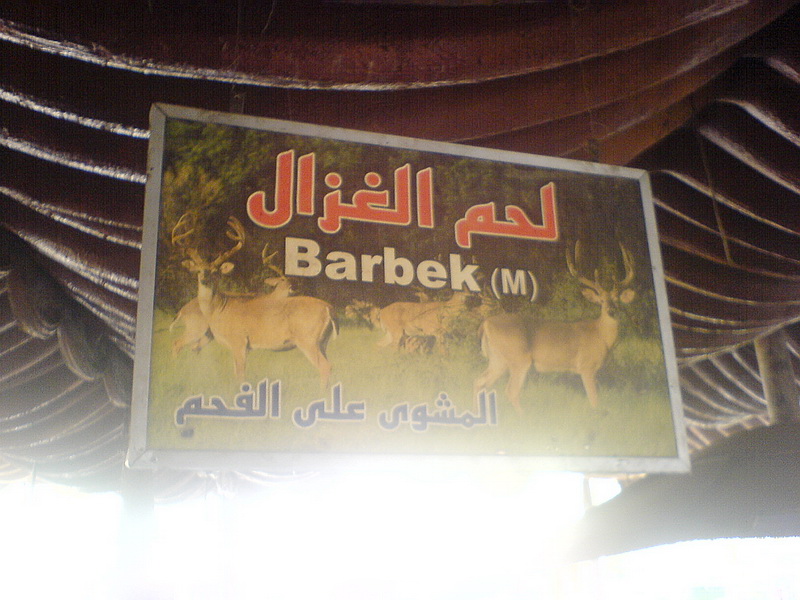 لحم الغزال
Barbek (M)
المشوى على الفحم